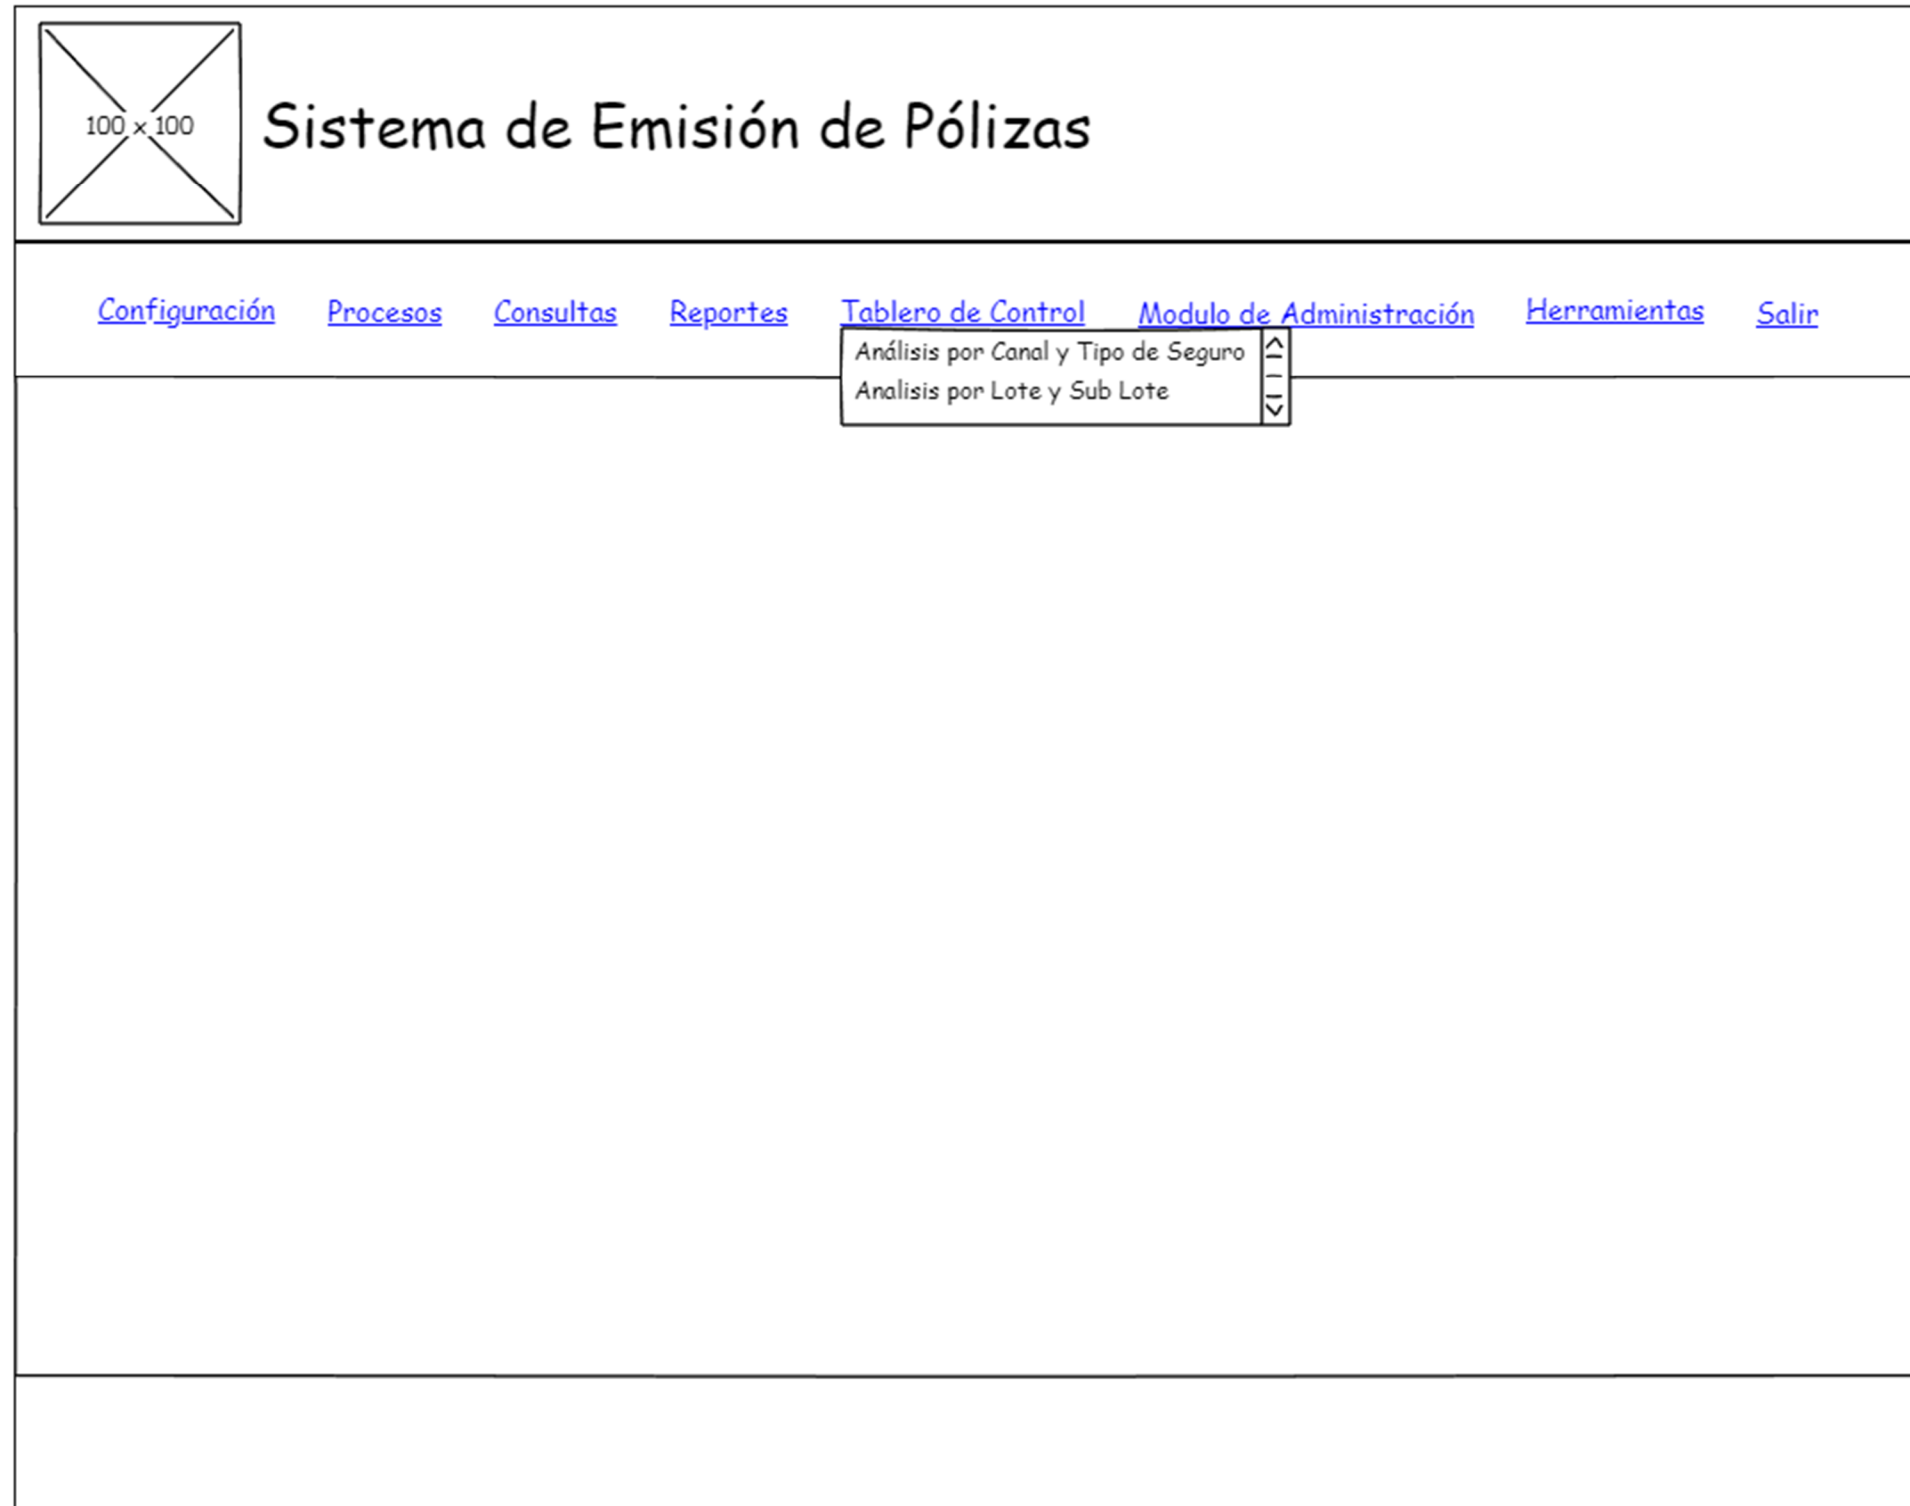 100 x 100
Sistema de Emisión de Pólizas
Configuración Procesos Consultas Reportes Tablero de Control Modulo de Administración Herramientas Salir
Análisis por Canal y Tipo de Seguro
Analisis por Lote y Sub Lote